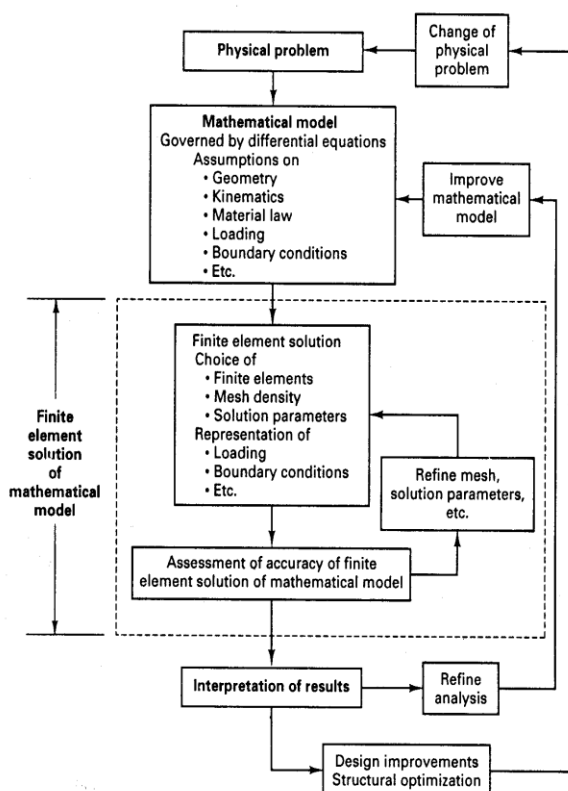 Physical problem
Change of
physical
problem
Mathematical model
Governed by differential equations
Assumptions on
• Geometry
• Kinematics
• Material law
• Loading
• Boundary conditions
• Etc.
Improve
mathematical
model
Finite
element
solution
of
mathematical
model
Finite element solution
Choice of
• Finite elements
• Mesh density
• Solution parameters
Representation of
• Loading
• Boundary conditions
• Etc.
Refine mesh,
solution parameters,
etc.
Assessment of accuracy of finite
element solution of mathematical model
Interpretation of results
Refine
analysis
Design improvements
Structural optimization